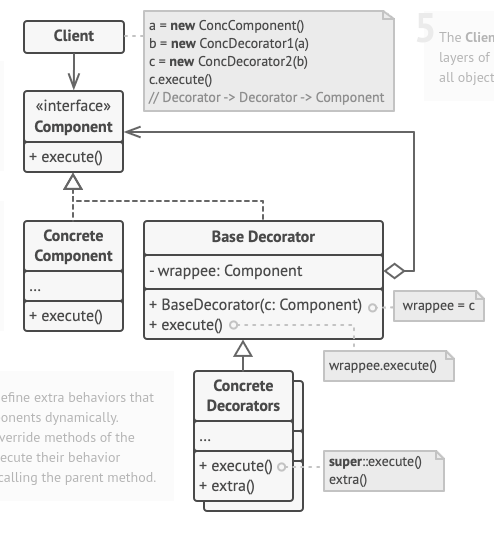 Client
a = new ConcComponent()
b = new ConcDecorator1(a)
c = new ConcDecorator2(b)
c.execute()
// Decorator -> Decorator -> Component
5
The Clien
layers of
all object
«interface»
Component
+ execute()
Concrete
Component
...
+ execute()
Base Decorator
- wrappee: Component
+ BaseDecorator(c: Component)
+ execute()
wrappee = c
wrappee.execute()
Concrete
Decorators
...
+ execute()
+ extra()
super::execute()
extra()
efine extra behaviors that
onents dynamically.
verride methods of the
ecute their behavior
calling the parent method.